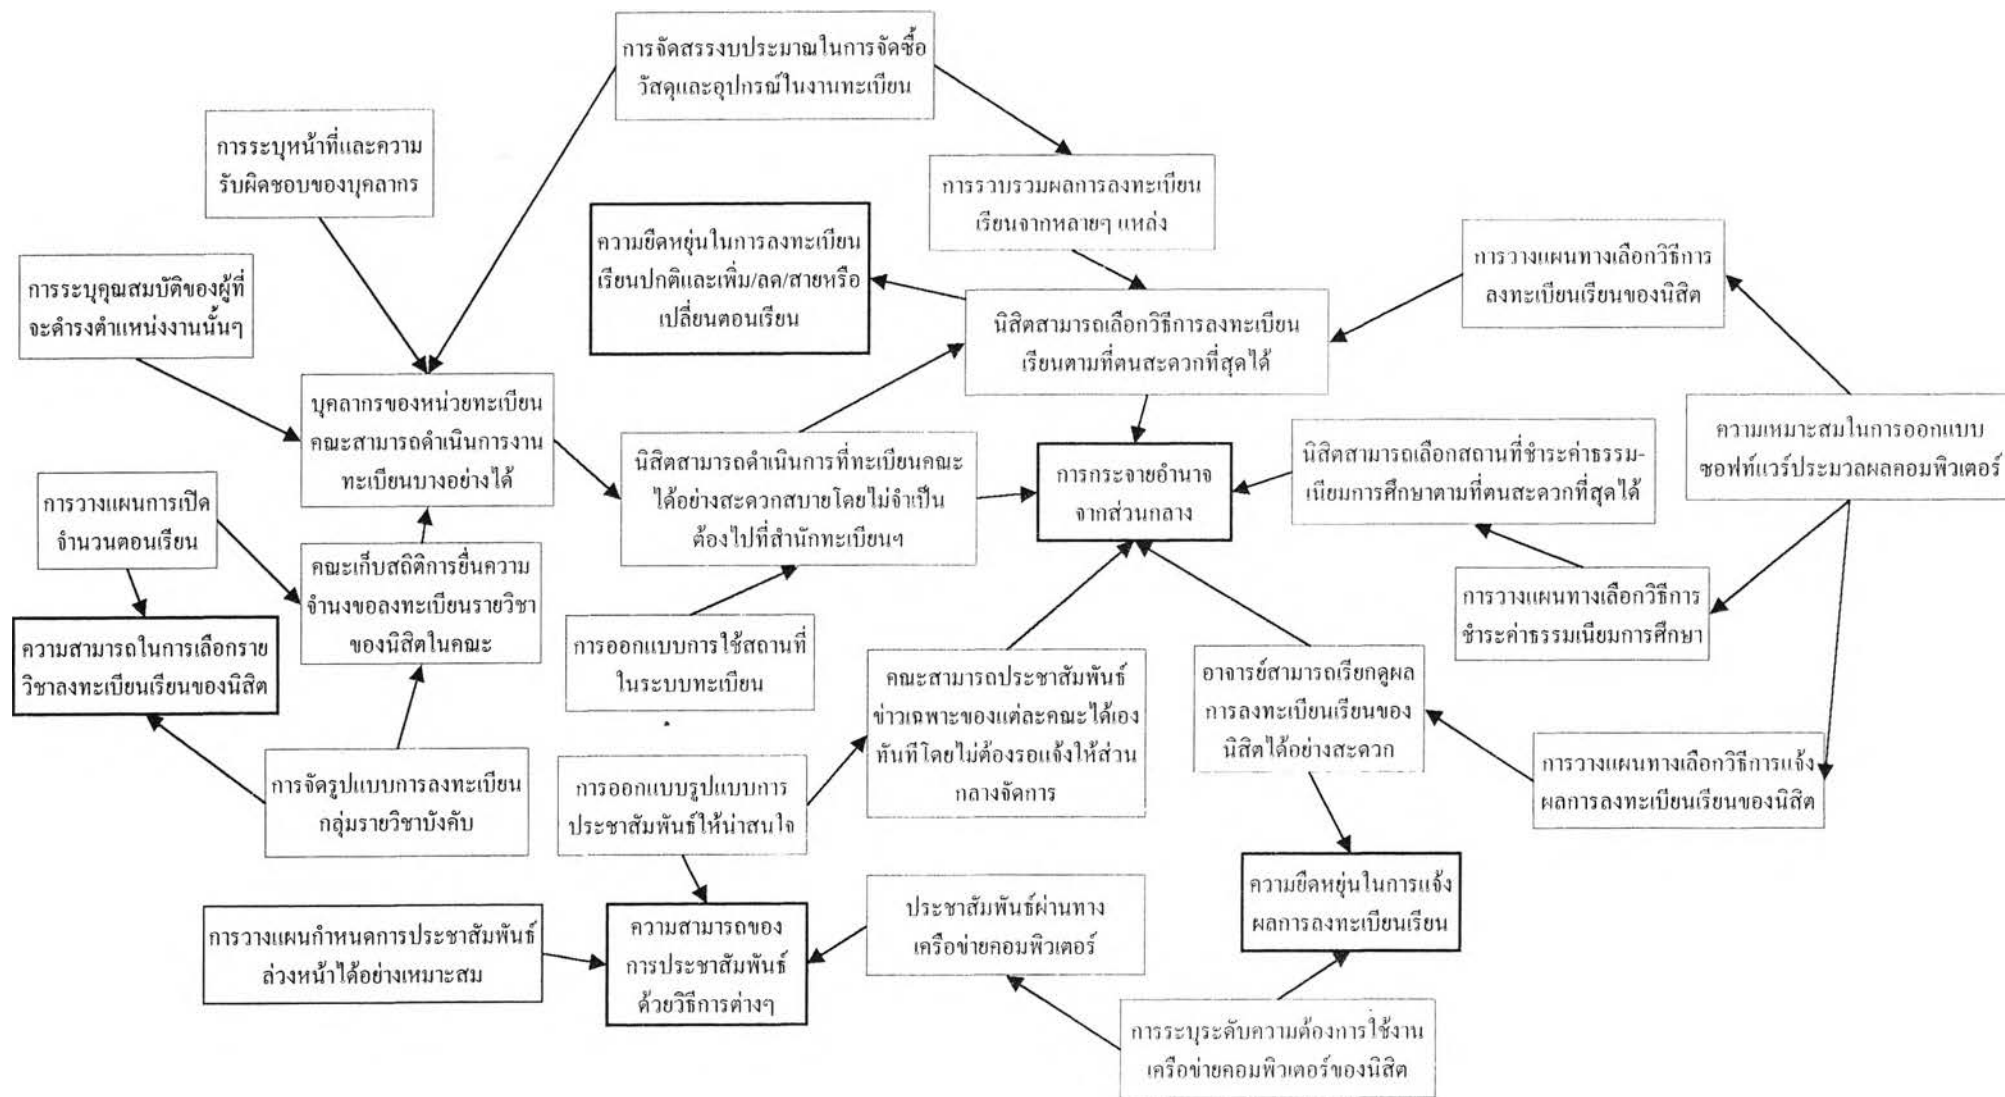 การจัดสรรงบประมาณในการจัดซื้อ
วัสดุและอุปกรณ์ในงานทะเบียน
การระบุหน้าที่และความ
รับผิดชอบของบุคลากร
การรวบรวมผลการลงทะเบียน
เรียนจากหลายๆ แหล่ง
ความยืดหยุ่นในการลงทะเบียน
เรียนปกติและเพิ่ม/ลด/สายหรือ
เปลี่ยนตอนเรียน
การวางแผนทางเลือกวิธีการ
ลงทะเบียนเรียนของนิสิต
การระบุคุณสมบัติของผู้ที่
จะดำรงตำแหน่งงานนั้นๆ
นิสิตสามารถเลือกวิธีการลงทะเบียน
เรียนตามที่ตนสะดวกที่สุดได้
บุคลากรของหน่วยทะเบียน
คณะสามารถดำเนินการงาน
ทะเบียนบางอย่างได้
นิสิตสามารถดำเนินการที่ทะเบียนคณะ
ได้อย่างสะดวกสบายโดยไม่จำเป็น
ต้องไปที่สำนักทะเบียนฯ
การกระจายอำนาจ
จากส่วนกลาง
นิสิตสามารถเลือกสถานที่ชำระค่าธรรม-
เนียมการศึกษาตามที่ตนสะดวกที่สุดได้
ความเหมาะสมในการออกแบบ
ซอฟท์แวร์ประมวลผลคอมพิวเตอร์
การวางแผนการเปิด
จำนวนตอนเรียน
คณะเก็บสถิติการยื่นความ
จำนงขอลงทะเบียนรายวิชา
ของนิสิตในคณะ
การวางแผนทางเลือกวิธีการ
ชำระค่าธรรมเนียมการศึกษา
ความสามารถในการเลือกราย
วิชาลงทะเบียนเรียนของนิสิต
การออกแบบการใช้สถานที่
ในระบบทะเบียน
คณะสามารถประชาสัมพันธ์
ข่าวเฉพาะของแต่ละคณะได้เอง
ทันทีโดยไม่ต้องรอแจ้งให้ส่วน
กลางจัดการ
อาจารย์สามารถเรียกดูผล
การลงทะเบียนเรียนของ
นิสิตได้อย่างสะดวก
การวางแผนทางเลือกวิธีการแจ้ง
ผลการลงทะเบียนเรียนของนิสิต
การจัดรูปแบบการลงทะเบียน
กลุ่มรายวิชาบังคับ
การออกแบบรูปแบบการ
ประชาสัมพันธ์ให้น่าสนใจ
ความยืดหยุ่นในการแจ้ง
ผลการลงทะเบียนเรียน
การวางแผนกำหนดการประชาสัมพันธ์
ล่วงหน้าได้อย่างเหมาะสม
ความสามารถของ
การประชาสัมพันธ์
ด้วยวิธีการต่างๆ
ประชาสัมพันธ์ผ่านทาง
เครือข่ายคอมพิวเตอร์
การระบุระดับความต้องการใช้งาน
เครือข่ายคอมพิวเตอร์ของนิสิต